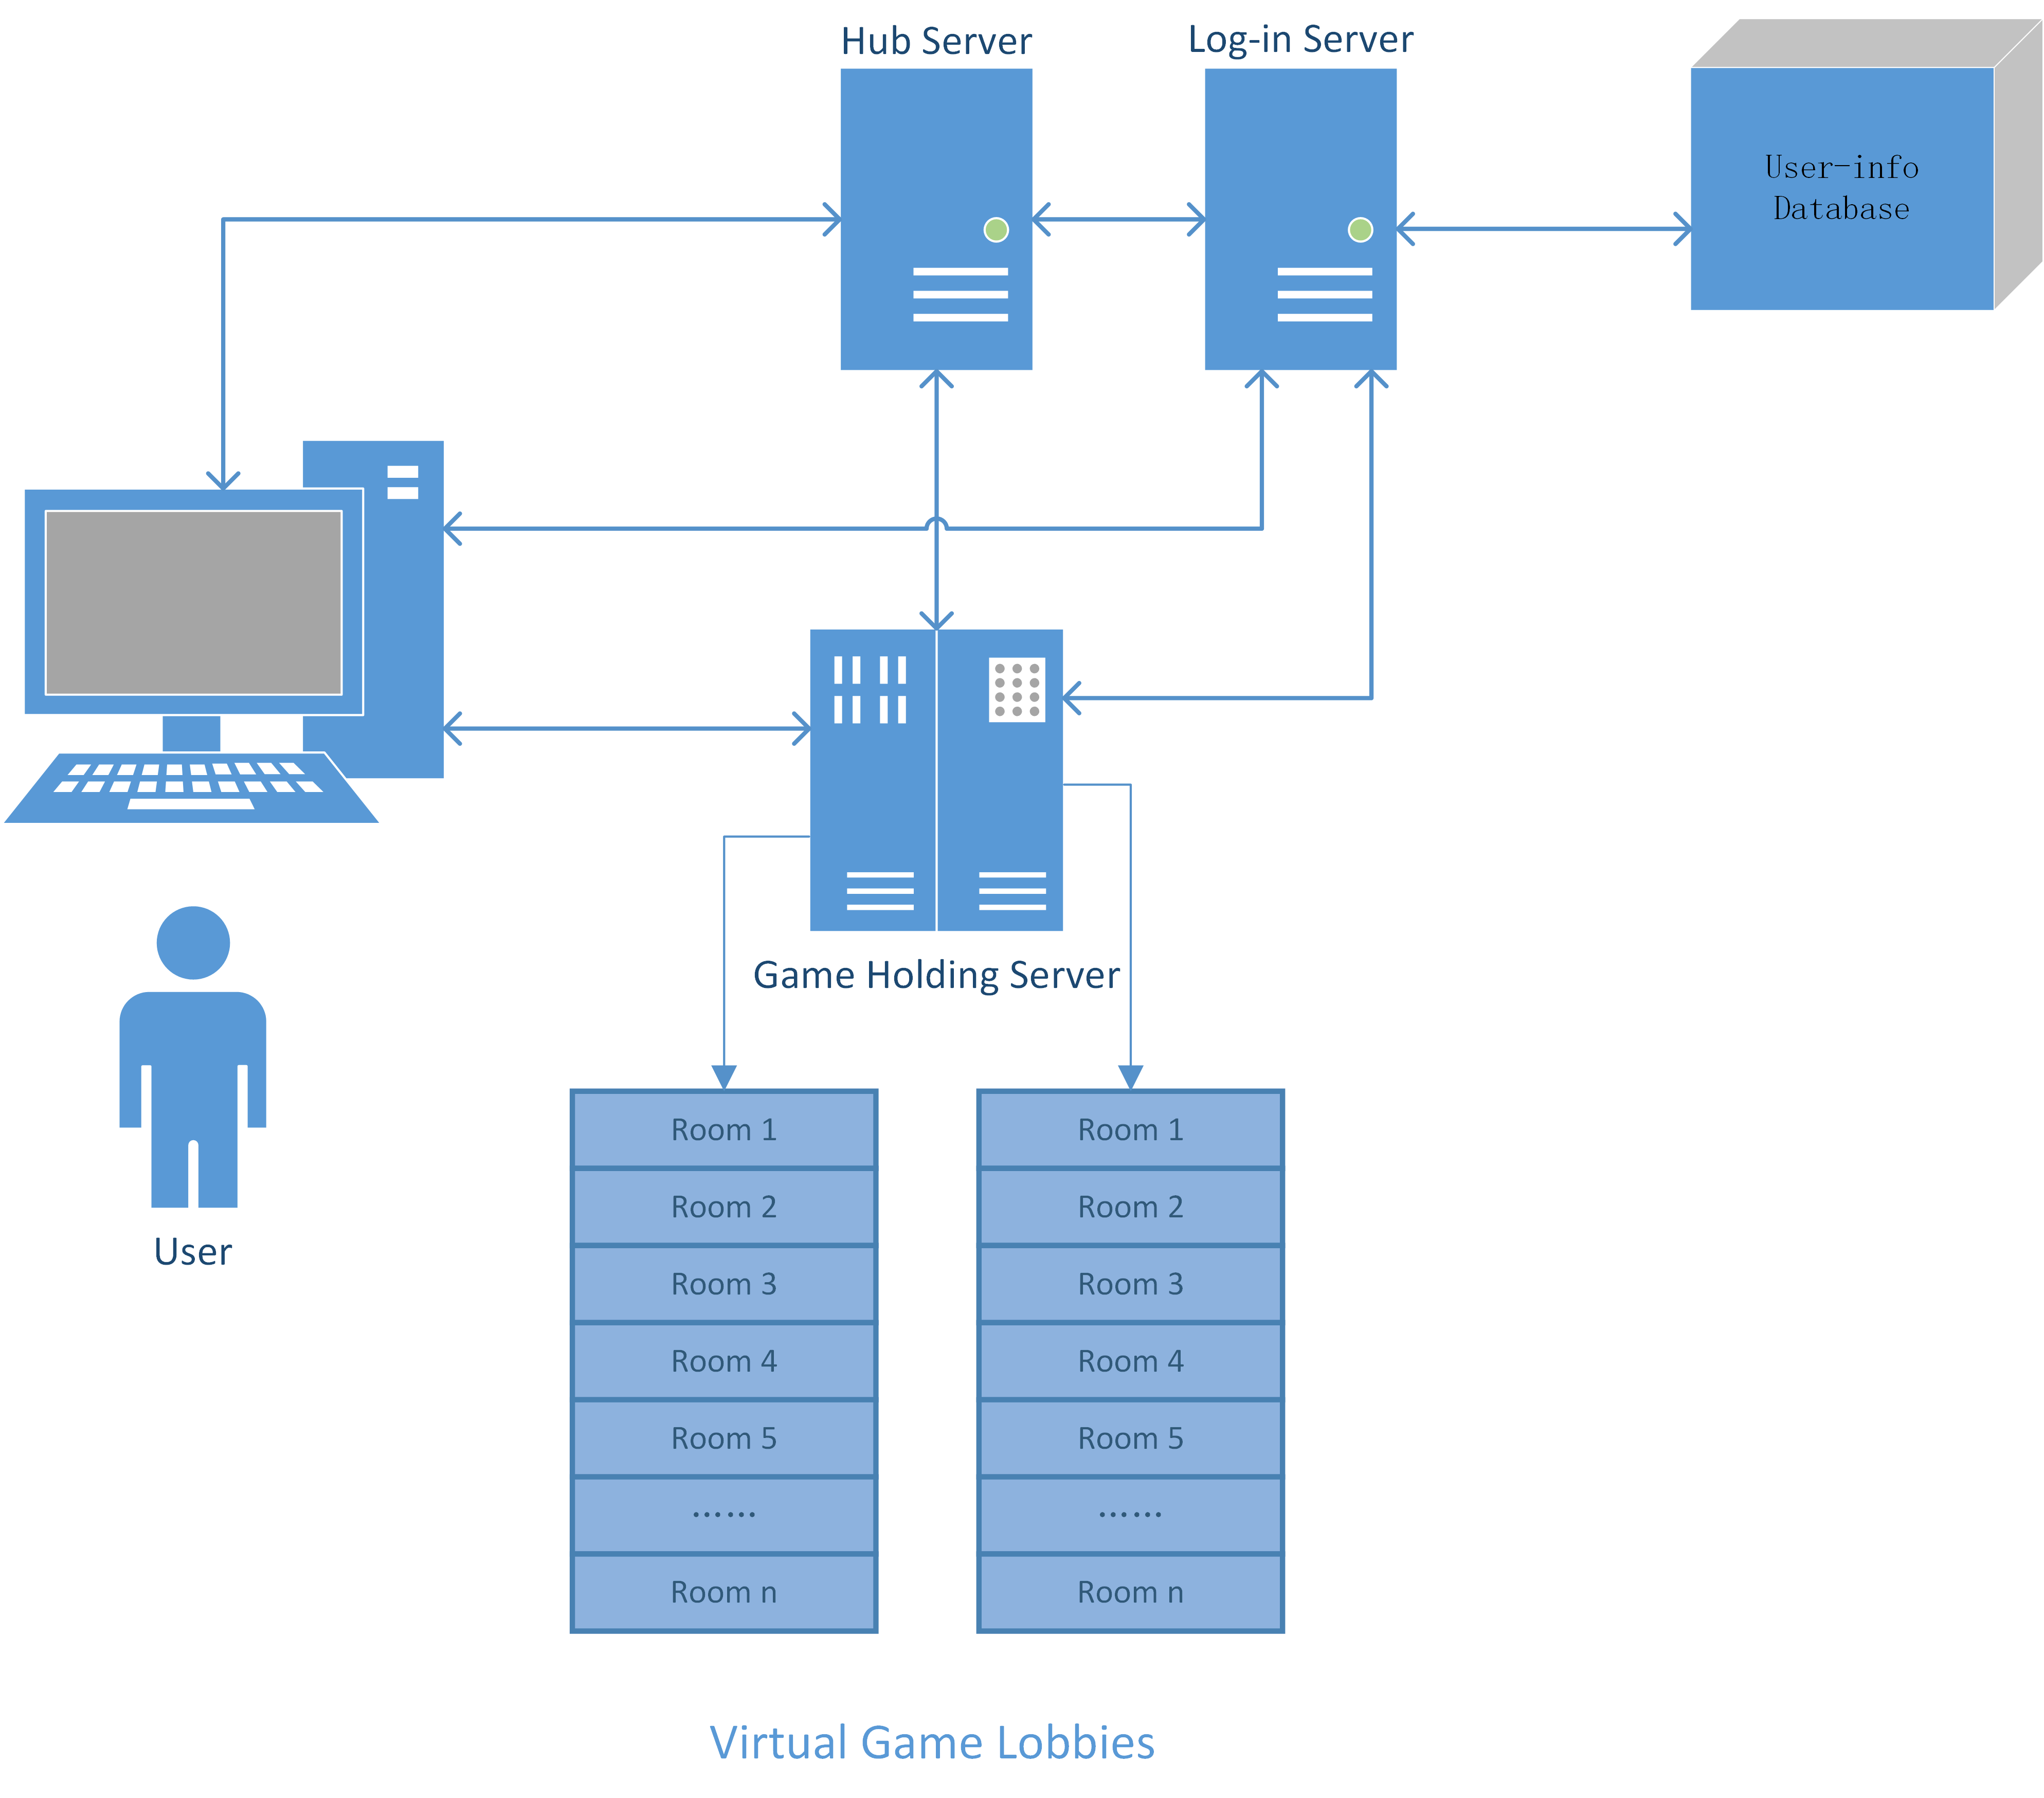 Hub Server
Log-in Server
User-info
Database
Game Holding Server
User
Room 1
Room 2
Room 3
Room 4
Room 5
······
Room n
Room 1
Room 2
Room 3
Room 4
Room 5
······
Room n
Virtual Game Lobbies